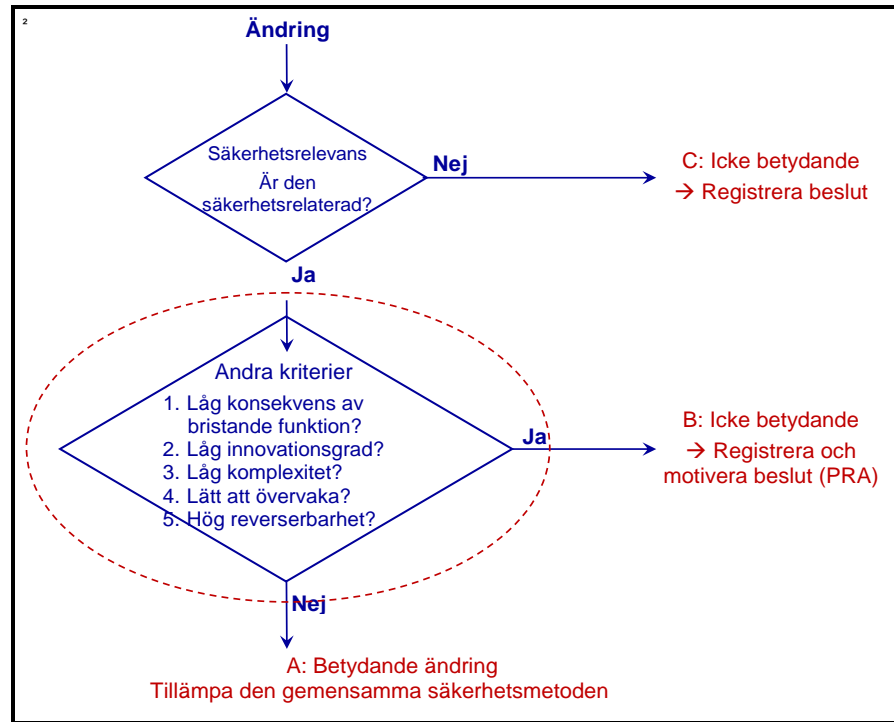 2
Ändring
Säkerhetsrelevans
Är den
säkerhetsrelaterad?
Nej
C: Icke betydande
→ Registrera beslut
Ja
Andra kriterier
1. Låg konsekvens av
bristande funktion?
2. Låg innovationsgrad?
3. Låg komplexitet?
4. Lätt att övervaka?
5. Hög reverserbarhet?
Ja
B: Icke betydande
→ Registrera och
motivera beslut (PRA)
Nej
A: Betydande ändring
Tillämpa den gemensamma säkerhetsmetoden